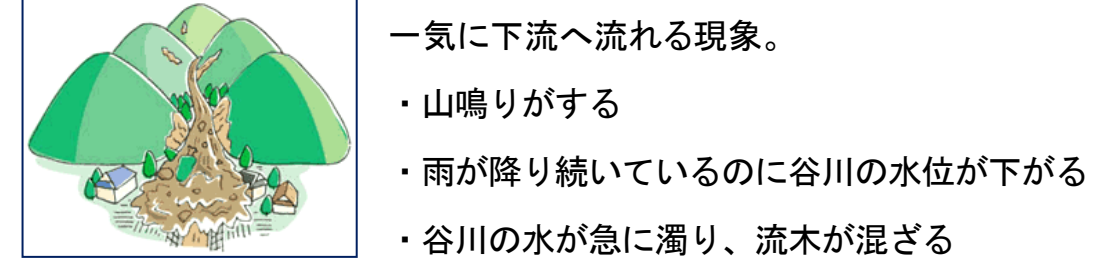 一気に下流へ流れる現象。
・山鳴りがする
・雨が降り続いているのに谷川の水位が下がる
・谷川の水が急に濁り、流木が混ざる